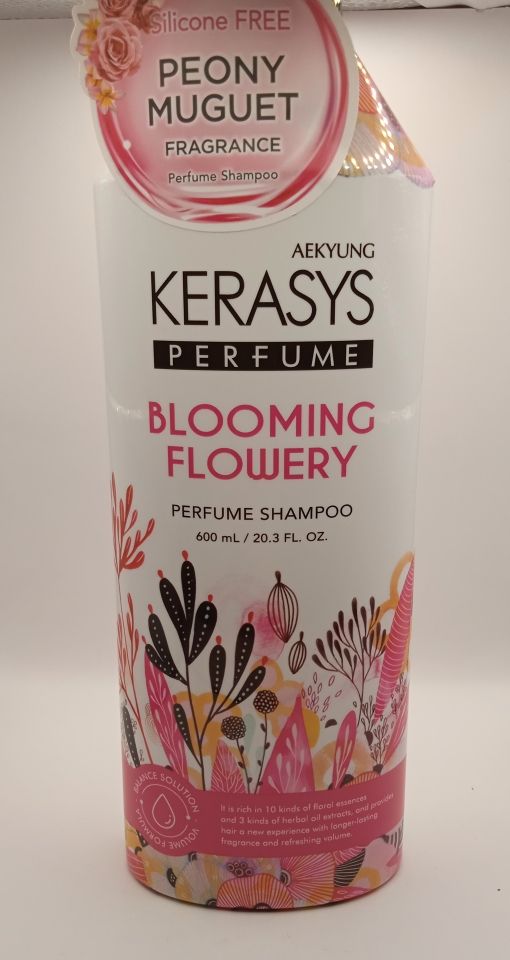 Silicone FREE
PEONY
MUGUET
FRAGRANCE
Perfume Shampoo
AEKYUNG
KERASYS
PERFUME
BLOOMING
FLOWERY
PERFUME SHAMPOO
600 mL / 20.3 FL. OZ.
BALANCE SOLUTION
VOLUME FORMULA
It is rich in 10 kinds of floral essences
and 3 kinds of herbal oil extracts, and provides
hair a new experience with longer-lasting
fragrance and refreshing volume.